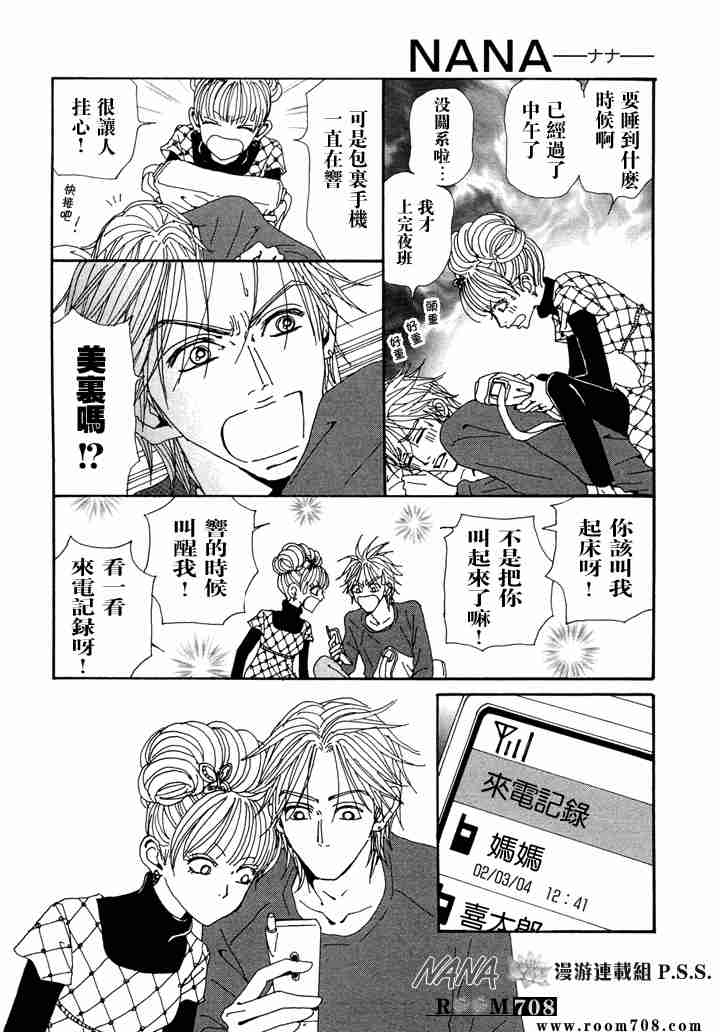 NANA—ナナ—
要睡到什麼
時候啊
已經過了
中午了
没關系啦…
我才
上完夜班
頭重
好重
好重
可是包裏手機
一直在響
很讓人
挂心！
快接吧！
美裏嗎!?
你該叫我
起床呀！
不是把你
叫起來了嘛！
響的時候
叫醒我！
看一看
來電記録呀！
來電記錄
媽媽
02/03/04 12:41
喜太郎
NANA
漫游連載組 P.S.S.
ROOM708
www.room708.com